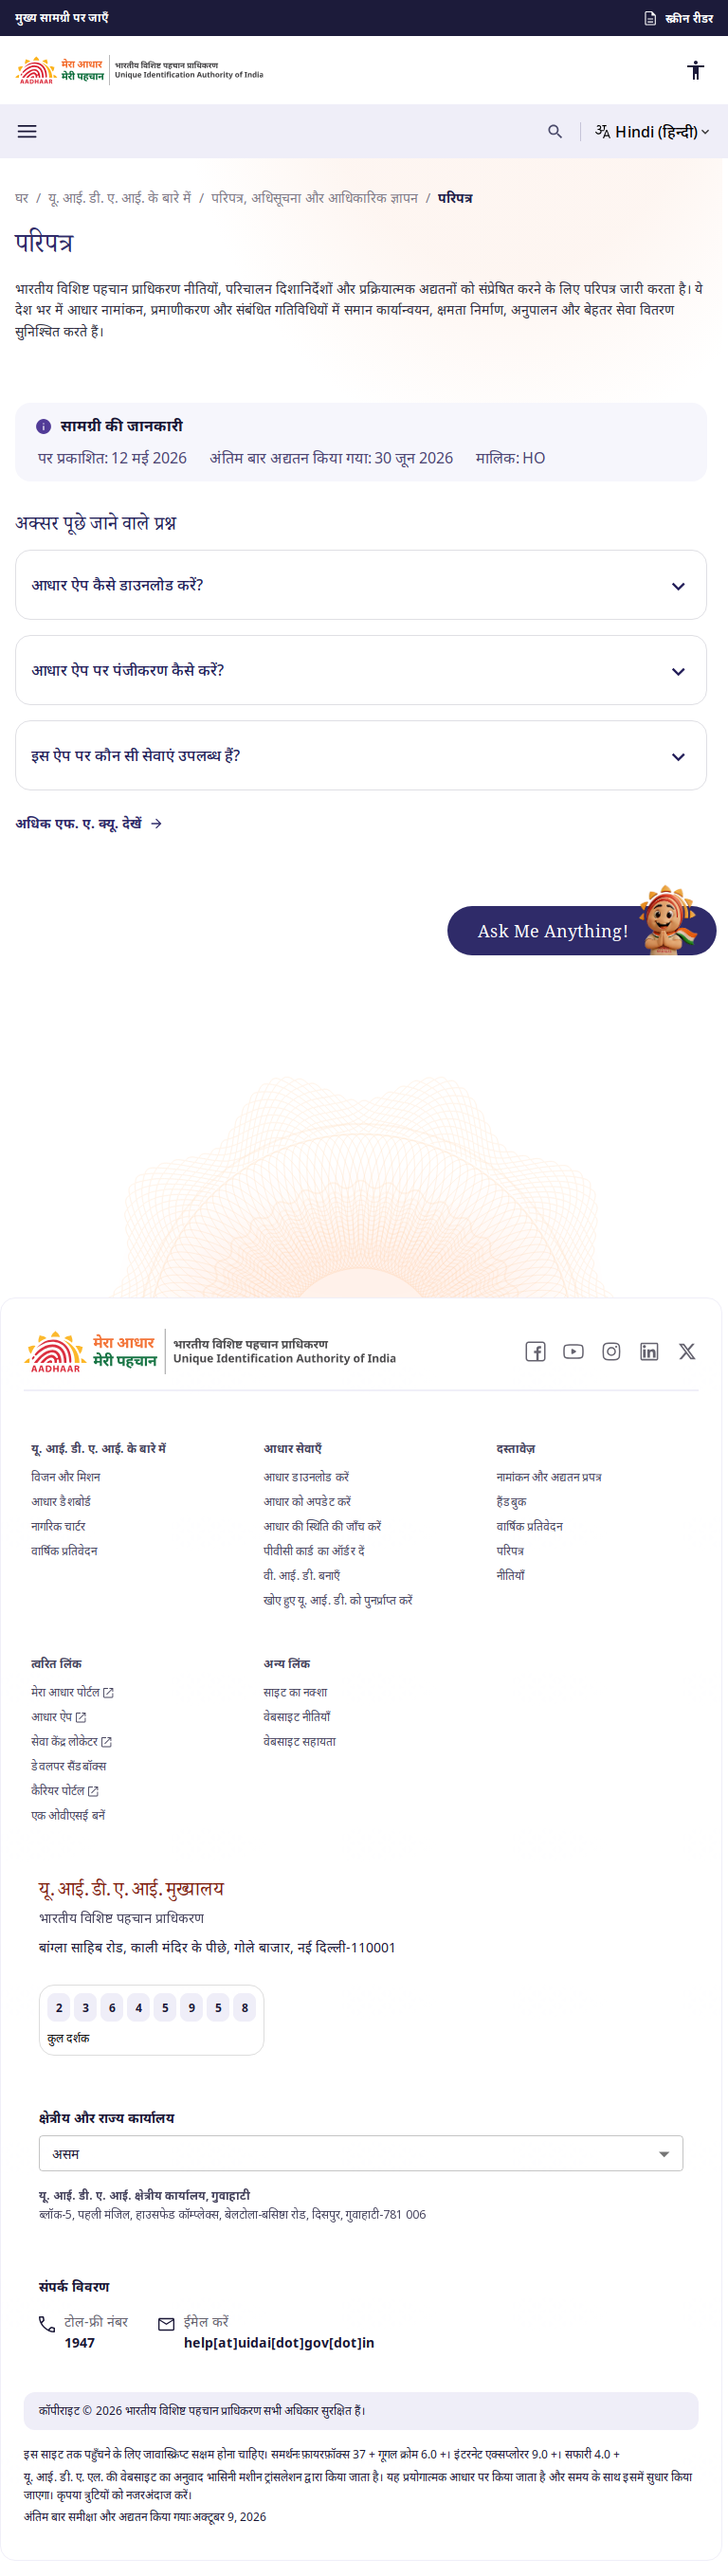 मुख्य सामग्री पर जाएँ
स्क्रीन रीडर
AADHAAR
मेरा आधार
मेरी पहचान
भारतीय विशिष्ट पहचान प्राधिकरण
Unique Identification Authority of India
Hindi (हिन्दी)
घर / यू. आई. डी. ए. आई. के बारे में / परिपत्र, अधिसूचना और आधिकारिक ज्ञापन / परिपत्र
परिपत्र
भारतीय विशिष्ट पहचान प्राधिकरण नीतियों, परिचालन दिशानिर्देशों और प्रक्रियात्मक अद्यतनों को संप्रेषित करने के लिए परिपत्र जारी करता है। ये
देश भर में आधार नामांकन, प्रमाणीकरण और संबंधित गतिविधियों में समान कार्यान्वयन, क्षमता निर्माण, अनुपालन और बेहतर सेवा वितरण
सुनिश्चित करते हैं।
सामग्री की जानकारी
पर प्रकाशित: 12 मई 2026 अंतिम बार अद्यतन किया गया: 30 जून 2026 मालिक: HO
अक्सर पूछे जाने वाले प्रश्न
आधार ऐप कैसे डाउनलोड करें?
आधार ऐप पर पंजीकरण कैसे करें?
इस ऐप पर कौन सी सेवाएं उपलब्ध हैं?
अधिक एफ. ए. क्यू. देखें
Ask Me Anything!
AADHAAR
मेरा आधार
मेरी पहचान
भारतीय विशिष्ट पहचान प्राधिकरण
Unique Identification Authority of India
यू. आई. डी. ए. आई. के बारे में
विजन और मिशन
आधार डैशबोर्ड
नागरिक चार्टर
वार्षिक प्रतिवेदन
आधार सेवाएँ
आधार डाउनलोड करें
आधार को अपडेट करें
आधार की स्थिति की जाँच करें
पीवीसी कार्ड का ऑर्डर दें
वी. आई. डी. बनाएँ
खोए हुए यू. आई. डी. को पुनर्प्राप्त करें
दस्तावेज़
नामांकन और अद्यतन प्रपत्र
हैंडबुक
वार्षिक प्रतिवेदन
परिपत्र
नीतियाँ
त्वरित लिंक
मेरा आधार पोर्टल
आधार ऐप
सेवा केंद्र लोकेटर
डेवलपर सैंडबॉक्स
कैरियर पोर्टल
एक ओवीएसई बनें
अन्य लिंक
साइट का नक्शा
वेबसाइट नीतियाँ
वेबसाइट सहायता
यू. आई. डी. ए. आई. मुख्यालय
भारतीय विशिष्ट पहचान प्राधिकरण
बांग्ला साहिब रोड, काली मंदिर के पीछे, गोले बाजार, नई दिल्ली-110001
2 3 6 4 5 9 5 8
कुल दर्शक
क्षेत्रीय और राज्य कार्यालय
असम
यू. आई. डी. ए. आई. क्षेत्रीय कार्यालय, गुवाहाटी
ब्लॉक-5, पहली मंजिल, हाउसफेड कॉम्प्लेक्स, बेलटोला-बसिष्ठा रोड, दिसपुर, गुवाहाटी-781 006
संपर्क विवरण
टोल-फ्री नंबर
1947
ईमेल करें
help[at]uidai[dot]gov[dot]in
कॉपीराइट © 2026 भारतीय विशिष्ट पहचान प्राधिकरण सभी अधिकार सुरक्षित हैं।
इस साइट तक पहुँचने के लिए जावास्क्रिप्ट सक्षम होना चाहिए। समर्थनः फ़ायरफ़ॉक्स 37 + गूगल क्रोम 6.0 +। इंटरनेट एक्सप्लोरर 9.0 +। सफारी 4.0 +
यू. आई. डी. ए. एल. की वेबसाइट का अनुवाद भासिनी मशीन ट्रांसलेशन द्वारा किया जाता है। यह प्रयोगात्मक आधार पर किया जाता है और समय के साथ इसमें सुधार किया
जाएगा। कृपया त्रुटियों को नजरअंदाज करें।
अंतिम बार समीक्षा और अद्यतन किया गयाः अक्टूबर 9, 2026